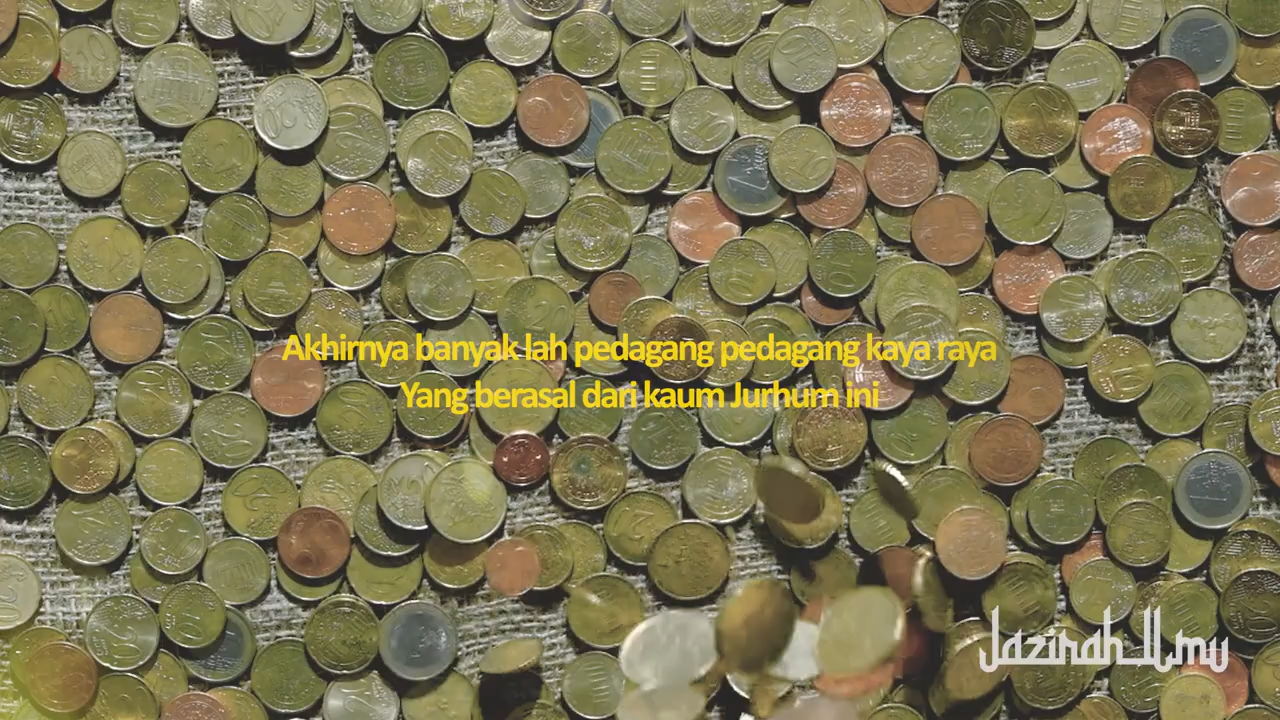 Akhirnya banyak lah pedagang pedagang kaya raya
Yang berasal dari kaum Jurhum ini
Jazirah Ilmu